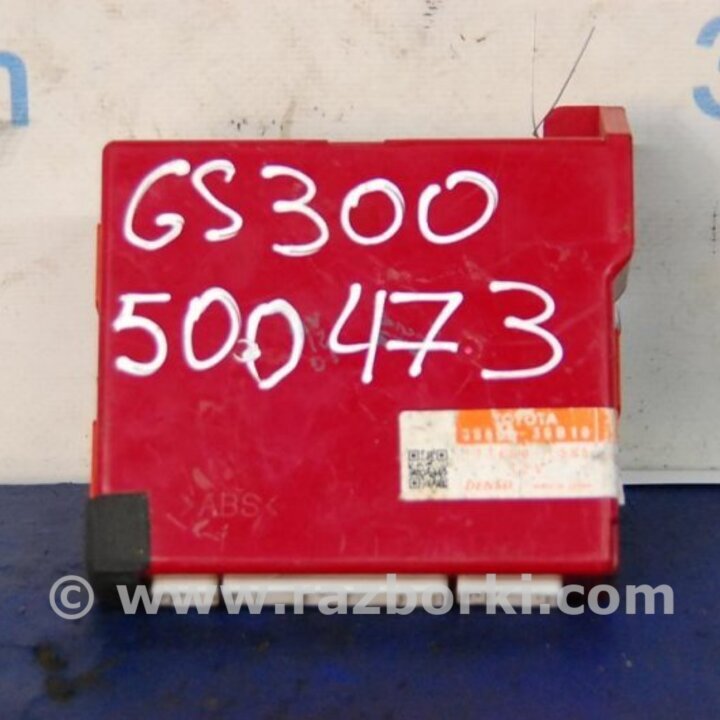 GS300
500473
TOYOTA
>ABS<
DENSO
© www.razborki.com